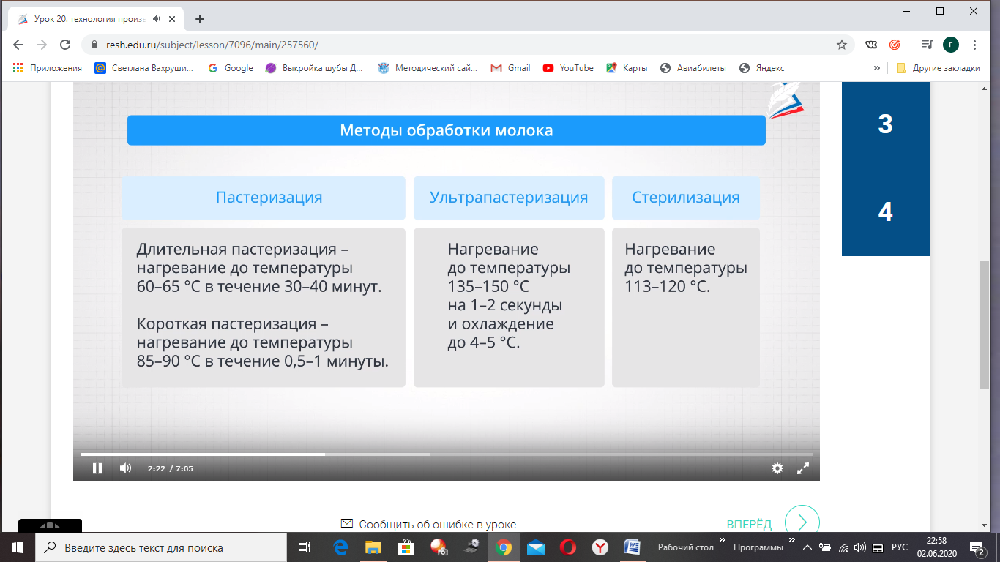 Урок 20. технология произв
resh.edu.ru/subject/lesson/7096/main/257560/
г
Приложения
Светлана Вахруши...
Google
Выкройка шубы Д...
Методический сай...
Gmail
YouTube
Карты
Авиабилеты
Яндекс
»
Другие закладки
Методы обработки молока
3
4
Пастеризация
Ультрапастеризация
Стерилизация
Длительная пастеризация –
нагревание до температуры
60–65 °C в течение 30–40 минут.
Короткая пастеризация –
нагревание до температуры
85–90 °C в течение 0,5–1 минуты.
Нагревание
до температуры
135–150 °C
на 1–2 секунды
и охлаждение
до 4–5 °C.
Нагревание
до температуры
113–120 °C.
2:22 / 7:05
Сообщить об ошибке в уроке
ВПЕРЁД
Введите здесь текст для поиска
Рабочий стол »
Программы »
РУС
22:58
02.06.2020
2